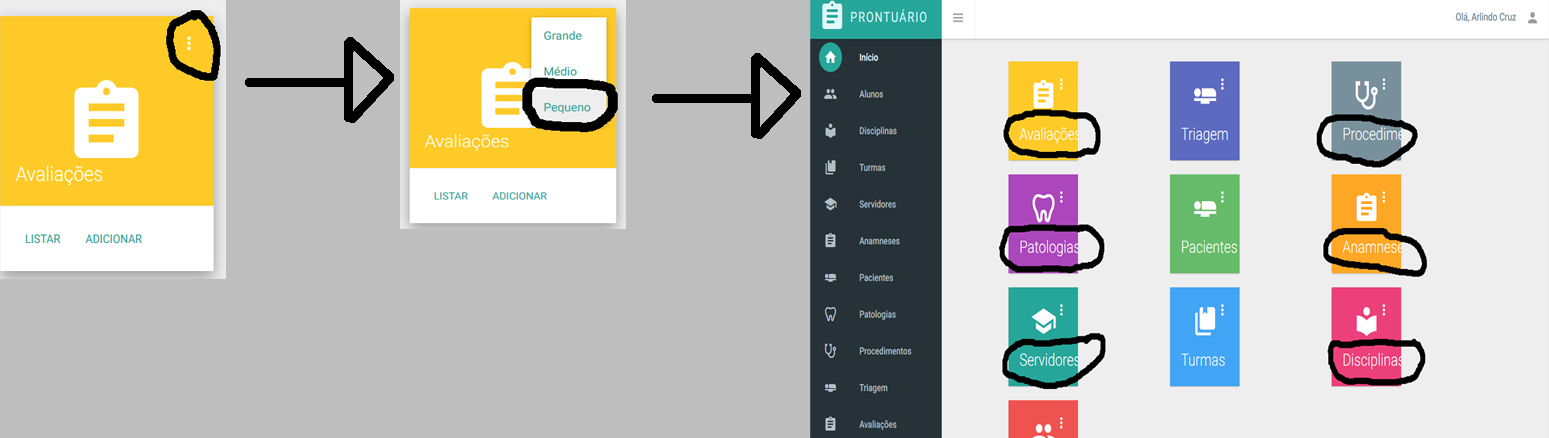 Avaliações
LISTAR ADICIONAR
Grande
Médio
Pequeno
Avaliações
LISTAR ADICIONAR
PRONTUÁRIO
Olá, Arlindo Cruz
Início
Alunos
Disciplinas
Turmas
Servidores
Anamneses
Pacientes
Patologias
Procedimentos
Triagem
Avaliações
Avaliações
Triagem
Procedime
Patologias
Pacientes
Anamnese
Servidores
Turmas
Disciplinas